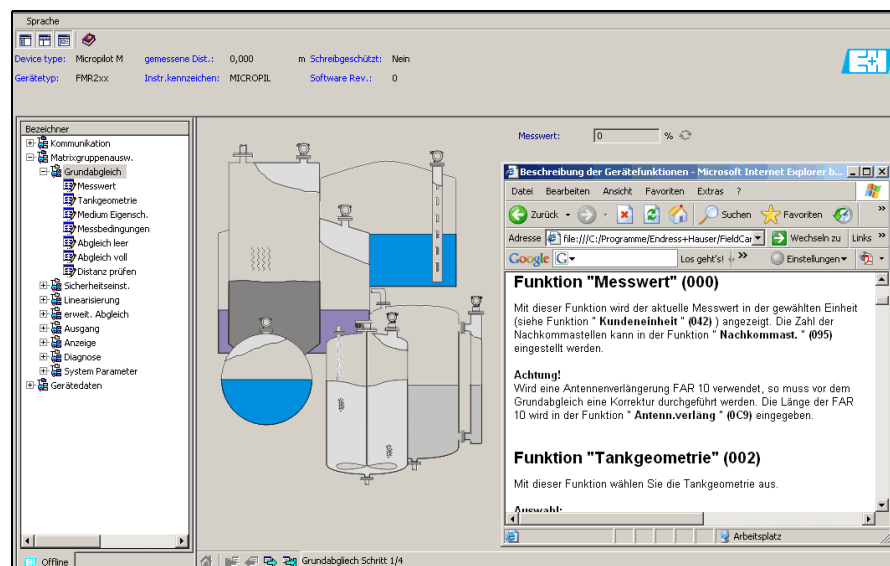 Sprache
Device type: Micropilot M gemessene Dist.: 0,000 m Schreibgeschützt: Nein
Gerätetyp: FMR2xx Instr.kennzeichen: MICROPIL Software Rev.: 0
E+H
Bezeichner
Kommunikation
Matrixgruppenausw.
Grundabgleich
Messwert
Tankgeometrie
Medium Eigensch.
Messbedingungen
Abgleich leer
Abgleich voll
Distanz prüfen
Sicherheitseinst.
Linearisierung
erweit. Abgleich
Ausgang
Anzeige
Diagnose
System Parameter
Gerätedaten
Messwert: 0 %
Beschreibung der Gerätefunktionen - Microsoft Internet Explorer b...
Datei Bearbeiten Ansicht Favoriten Extras ?
Zurück Suchen Favoriten »
Adresse file:///C:/Programme/Endress+Hauser/FieldCar Wechseln zu Links »
Google G Los geht's! » Einstellungen
Funktion "Messwert" (000)
Mit dieser Funktion wird der aktuelle Messwert in der gewählten Einheit
(siehe Funktion " Kundeneinheit " (042) ) angezeigt. Die Zahl der
Nachkommastellen kann in der Funktion " Nachkommast. " (095)
eingestellt werden.
Achtung!
Wird eine Antennenverlängerung FAR 10 verwendet, so muss vor dem
Grundabgleich eine Korrektur durchgeführt werden. Die Länge der FAR
10 wird in der Funktion " Antenn.verläng " (0C9) eingegeben.
Funktion "Tankgeometrie" (002)
Mit dieser Funktion wählen Sie die Tankgeometrie aus.
Auswahl:
Arbeitsplatz
Offline
Grundabgliech Schritt 1/4